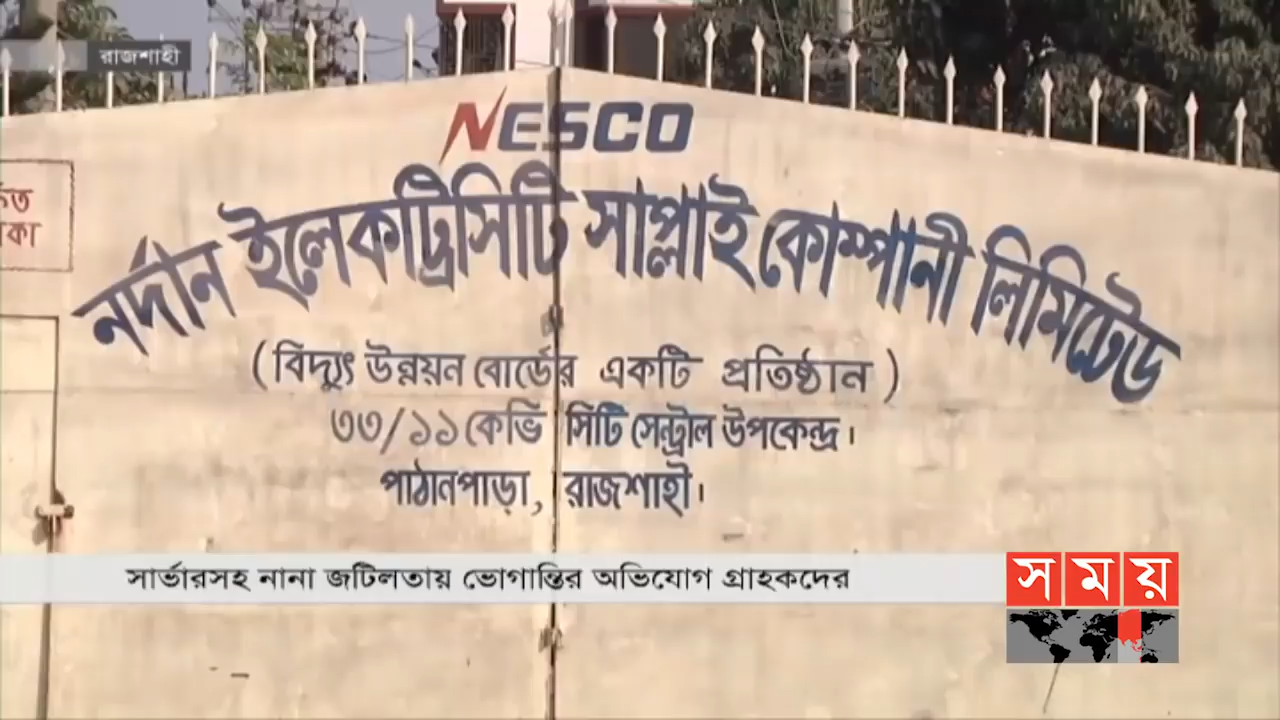 রাজশাহী
NESCO
নর্দান ইলেকট্রিসিটি সাপ্লাই কোম্পানী লিমিটেড
(বিদ্যুৎ উন্নয়ন বোর্ডের একটি প্রতিষ্ঠান)
৩৩/১১ কেভি সিটি সেন্ট্রাল উপকেন্দ্র।
পাঠানপাড়া, রাজশাহী।
সার্ভারসহ নানা জটিলতায় ভোগান্তির অভিযোগ গ্রাহকদের
সময়